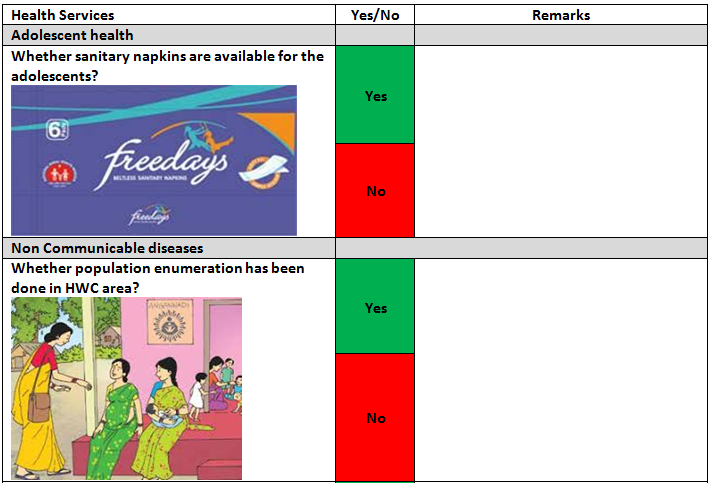 Health Services Yes/No Remarks
Adolescent health
Whether sanitary napkins are available for the
adolescents?
Yes
No
6
freedays
BELTLESS SANITARY NAPKINS
freedays
Non Communicable diseases
Whether population enumeration has been
done in HWC area?
Yes
No
ANGANWADI